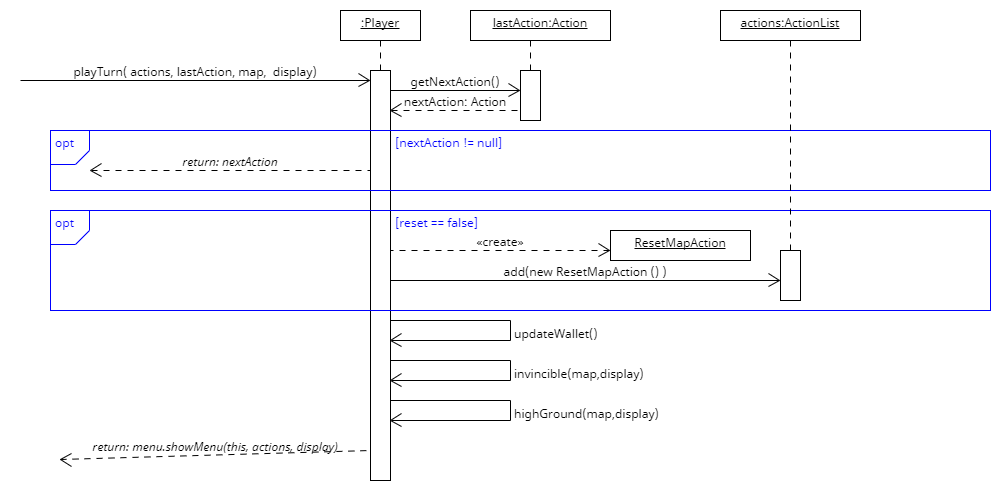 :Player
lastAction:Action
actions:ActionList
playTurn( actions, lastAction, map,  display)
getNextAction()
nextAction: Action
opt
[nextAction != null]
return: nextAction
opt
[reset == false]
«create»
ResetMapAction
add(new ResetMapAction () )
updateWallet()
invincible(map,display)
highGround(map,display)
return: menu.showMenu(this, actions, display)